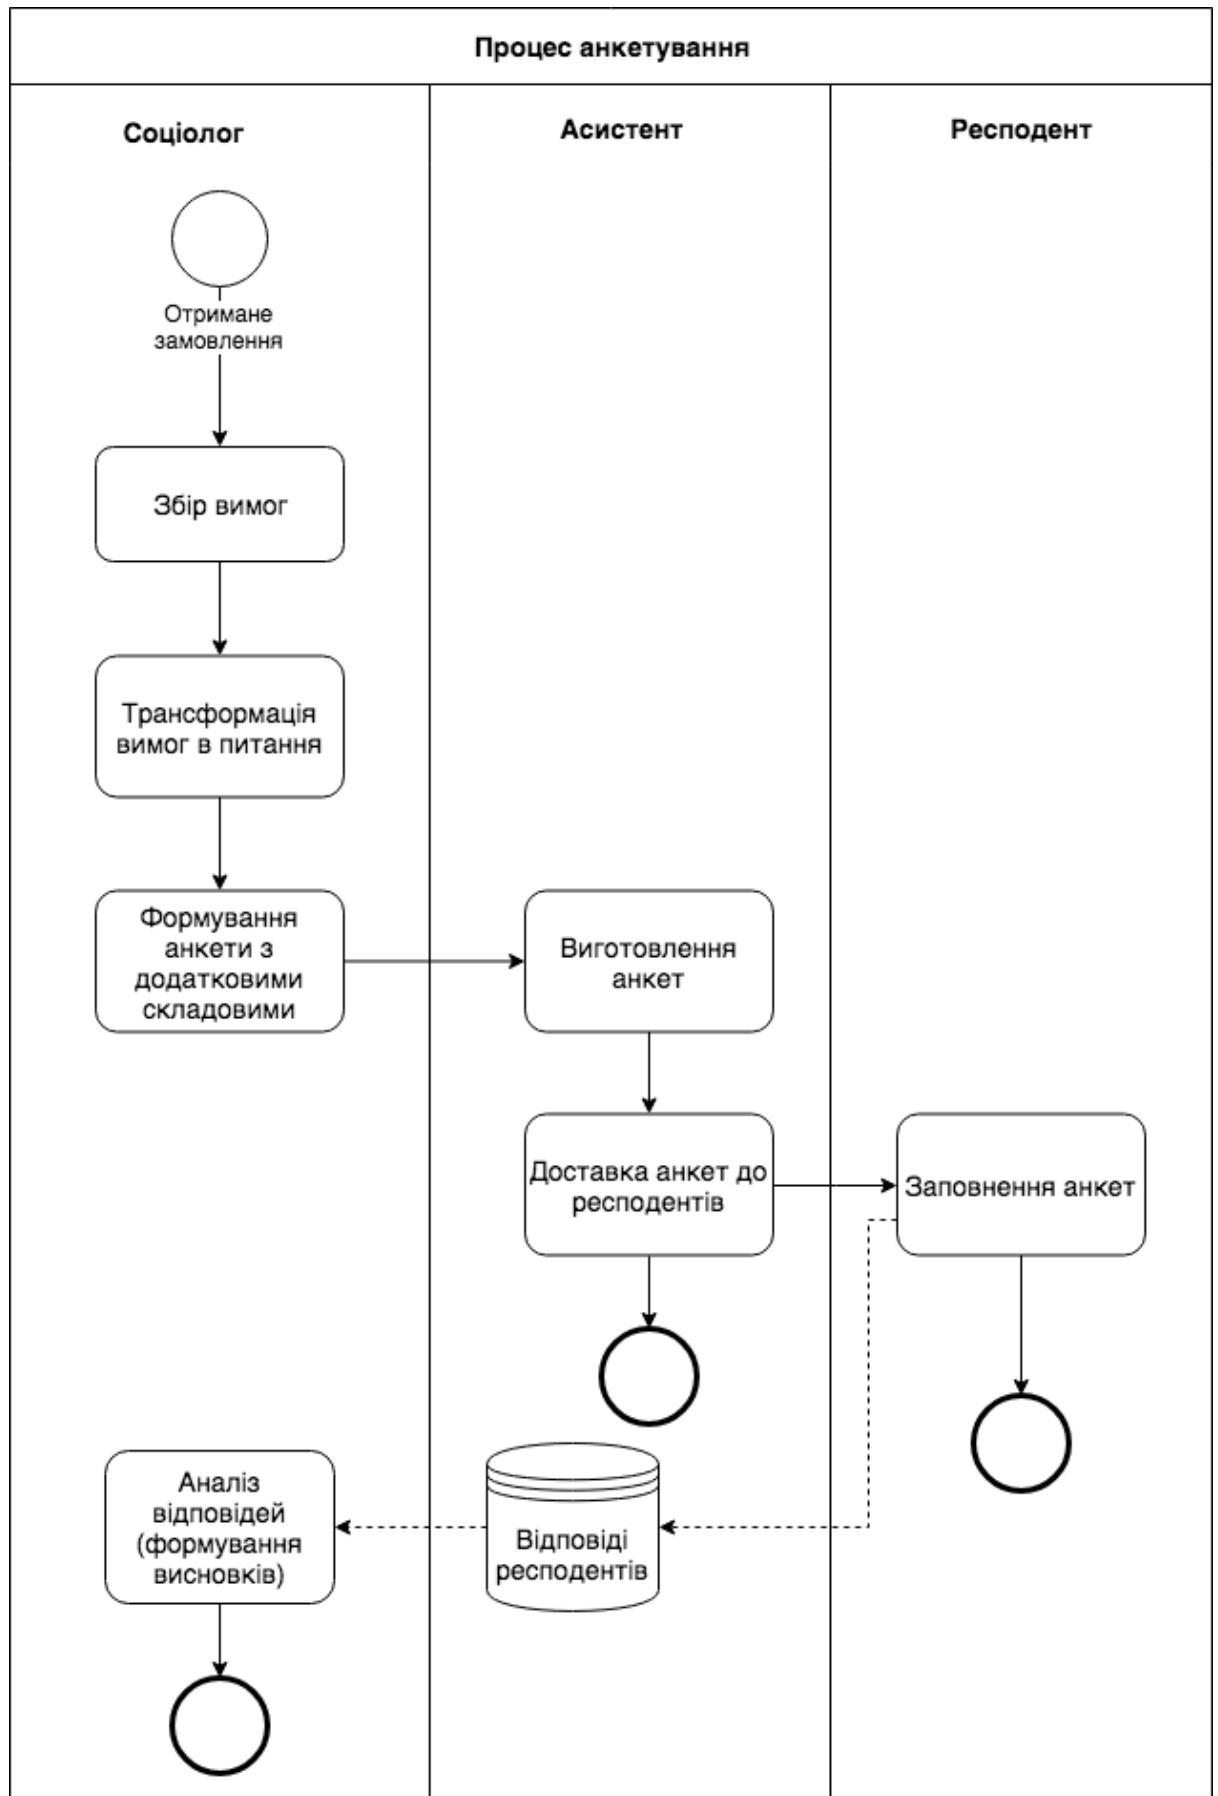 Процес анкетування
Соціолог
Асистент
Респодент
Отримане
замовлення
Збір вимог
Трансформація
вимог в питання
Формування
анкети з
додатковими
складовими
Виготовлення
анкет
Доставка анкет до
респодентів
Заповнення анкет
Аналіз
відповідей
(формування
висновків)
Відповіді
респодентів